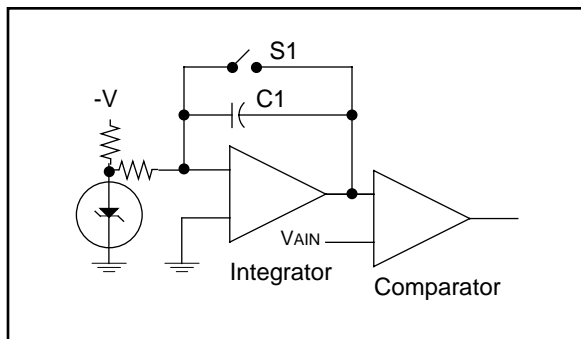 S1
-V
C1
VAIN
Integrator
Comparator